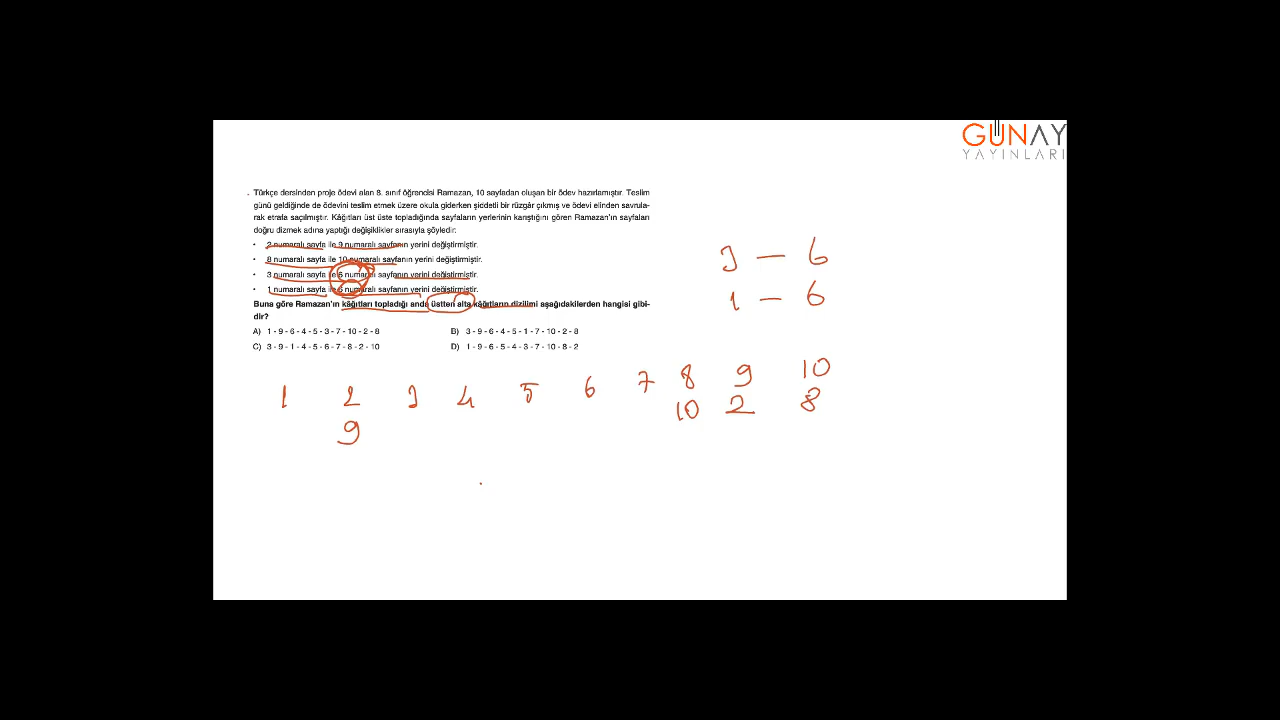 GÜNAY
YAYINLARI
. Türkçe dersinden proje ödevi alan 8. sınıf öğrencisi Ramazan, 10 sayfadan oluşan bir ödev hazırlamıştır. Teslim
günü geldiğinde de ödevini teslim etmek üzere okula giderken şiddetli bir rüzgâr çıkmış ve ödevi elinden savrula-
rak etrafa saçılmıştır. Kâğıtları üst üste topladığında sayfaların yerlerinin karıştığını gören Ramazan'ın sayfaları
doğru dizmek adına yaptığı değişiklikler sırasıyla şöyledir:
• 2 numaralı sayfa ile 9 numaralı sayfanın yerini değiştirmiştir.
• 8 numaralı sayfa ile 10 numaralı sayfanın yerini değiştirmiştir.
• 3 numaralı sayfa ile 6 numaralı sayfanın yerini değiştirmiştir.
• 1 numaralı sayfa ile 6 numaralı sayfanın yerini değiştirmiştir.
Buna göre Ramazan'ın kâğıtları topladığı anda üstten alta kâğıtların dizilimi aşağıdakilerden hangisi gibi-
dir?
A) 1 - 9 - 6 - 4 - 5 - 3 - 7 - 10 - 2 - 8 B) 3 - 9 - 6 - 4 - 5 - 1 - 7 - 10 - 2 - 8
C) 3 - 9 - 1 - 4 - 5 - 6 - 7 - 8 - 2 - 10 D) 1 - 9 - 6 - 5 - 4 - 3 - 7 - 10 - 8 - 2
3 - 6
1 - 6
1 2 3 4 5 6 7 8 9 10
9 10 2 8